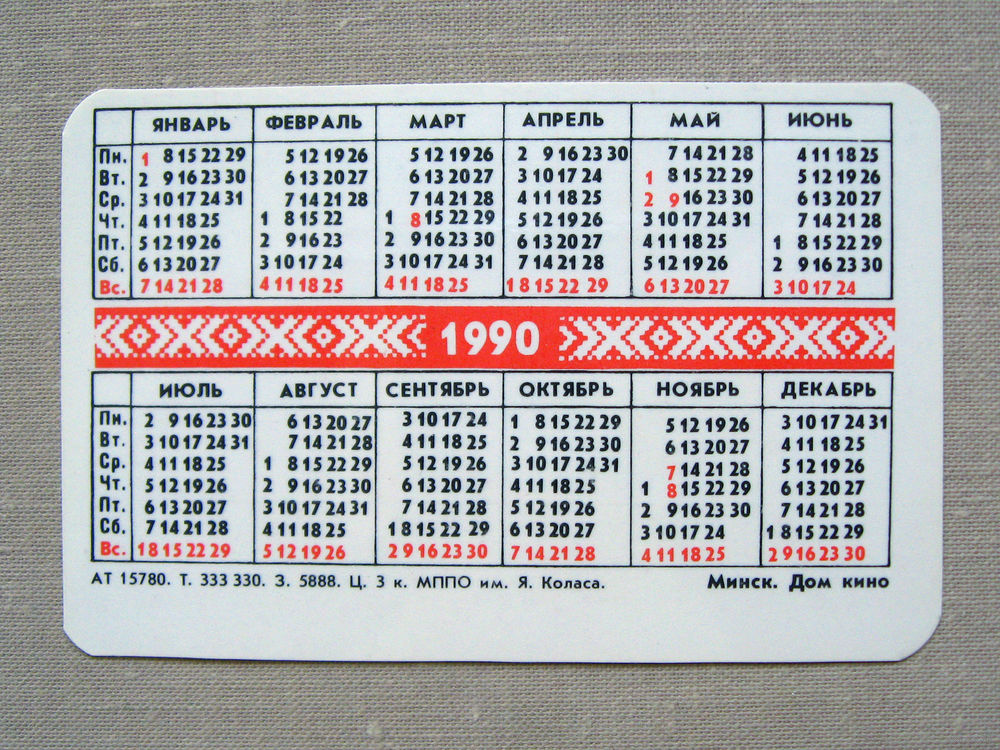 ЯНВАРЬ ФЕВРАЛЬ МАРТ АПРЕЛЬ МАЙ ИЮНЬ
Пн. 1 8 15 22 29 5 12 19 26 5 12 19 26 2 9 16 23 30 7 14 21 28 4 11 18 25
Вт. 2 9 16 23 30 6 13 20 27 6 13 20 27 3 10 17 24 1 8 15 22 29 5 12 19 26
Ср. 3 10 17 24 31 7 14 21 28 7 14 21 28 4 11 18 25 2 9 16 23 30 6 13 20 27
Чт. 4 11 18 25 1 8 15 22 1 8 15 22 29 5 12 19 26 3 10 17 24 31 7 14 21 28
Пт. 5 12 19 26 2 9 16 23 2 9 16 23 30 6 13 20 27 4 11 18 25 1 8 15 22 29
Сб. 6 13 20 27 3 10 17 24 3 10 17 24 31 7 14 21 28 5 12 19 26 2 9 16 23 30
Вс. 7 14 21 28 4 11 18 25 4 11 18 25 1 8 15 22 29 6 13 20 27 3 10 17 24
1990
ИЮЛЬ АВГУСТ СЕНТЯБРЬ ОКТЯБРЬ НОЯБРЬ ДЕКАБРЬ
Пн. 2 9 16 23 30 6 13 20 27 3 10 17 24 1 8 15 22 29 5 12 19 26 3 10 17 24 31
Вт. 3 10 17 24 31 7 14 21 28 4 11 18 25 2 9 16 23 30 6 13 20 27 4 11 18 25
Ср. 4 11 18 25 1 8 15 22 29 5 12 19 26 3 10 17 24 31 7 14 21 28 5 12 19 26
Чт. 5 12 19 26 2 9 16 23 30 6 13 20 27 4 11 18 25 1 8 15 22 29 6 13 20 27
Пт. 6 13 20 27 3 10 17 24 31 7 14 21 28 5 12 19 26 2 9 16 23 30 7 14 21 28
Сб. 7 14 21 28 4 11 18 25 1 8 15 22 29 6 13 20 27 3 10 17 24 1 8 15 22 29
Вс. 1 8 15 22 29 5 12 19 26 2 9 16 23 30 7 14 21 28 4 11 18 25 2 9 16 23 30
АТ 15780. Т. 333 330. З. 5888. Ц. 3 к. МППО им. Я. Коласа. Минск. Дом кино